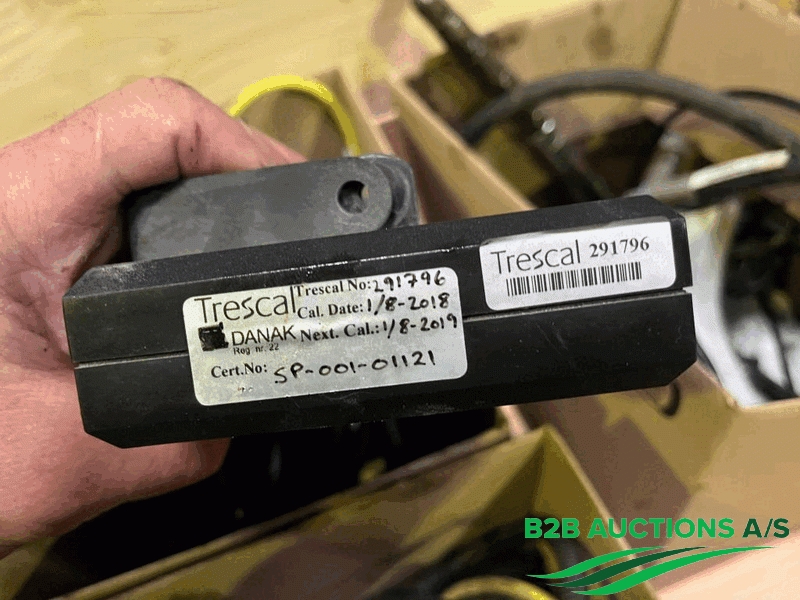 Trescal
Trescal No: 291796
Cal. Date: 1/8-2018
DANAK
Next. Cal.: 1/8-2019
Reg. nr. 22
Cert.No: SP-001-01121
Trescal 291796
B2B AUCTIONS A/S